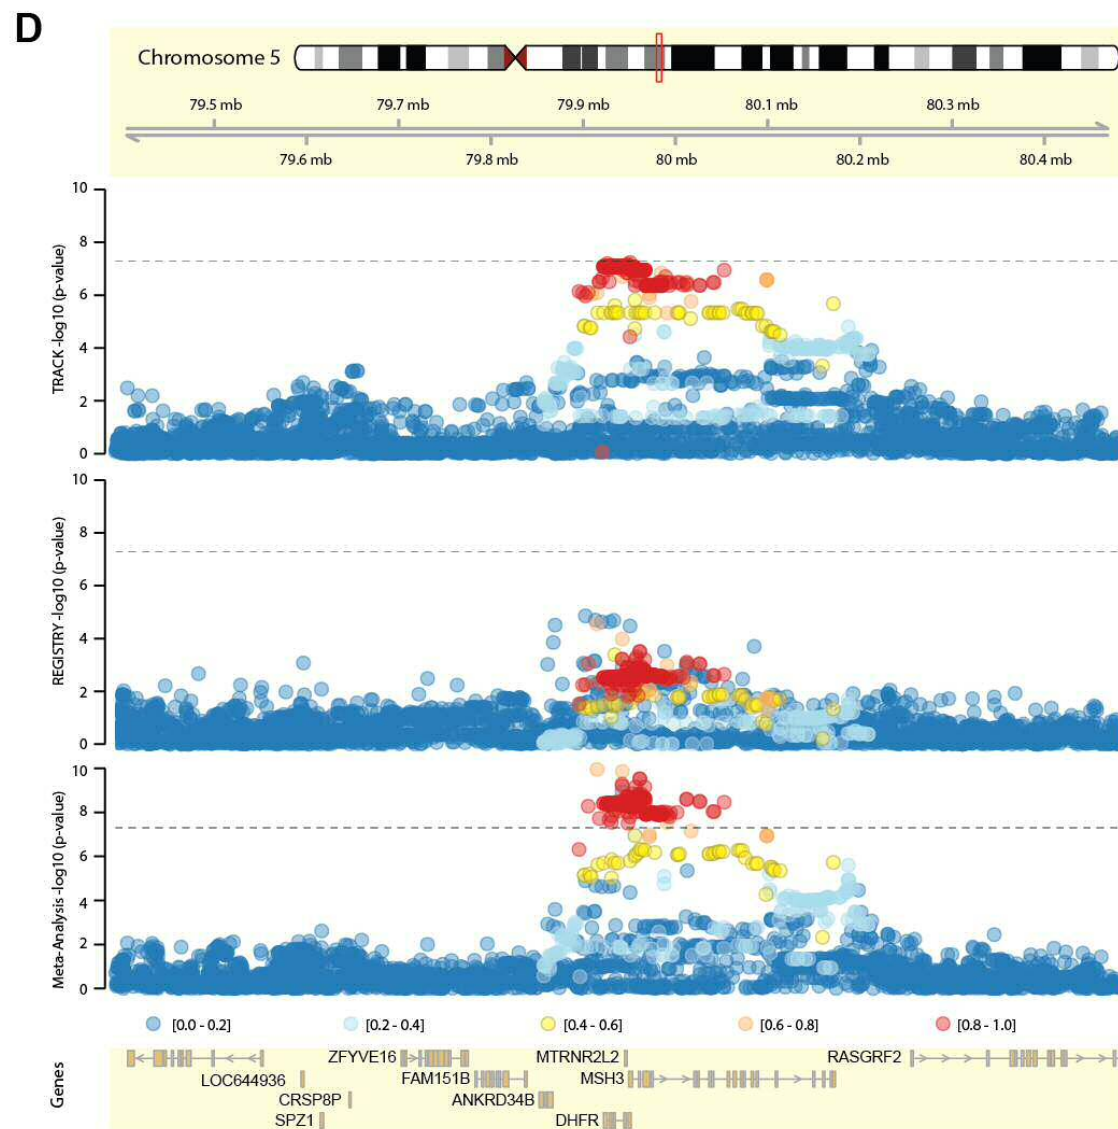 D
Chromosome 5
79.5 mb 79.7 mb 79.9 mb 80.1 mb 80.3 mb
79.6 mb 79.8 mb 80 mb 80.2 mb 80.4 mb
TRACK -log10 (p-value)
10
8
6
4
2
0
REGISTRY -log10 (p-value)
10
8
6
4
2
0
Meta-Analysis -log10 (p-value)
10
8
6
4
2
0
[0.0 - 0.2] [0.2 - 0.4] [0.4 - 0.6] [0.6 - 0.8] [0.8 - 1.0]
Genes
ZFYVE16 MTRNR2L2 RASGRF2
LOC644936 FAM151B MSH3
CRSP8P ANKRD34B
SPZ1 DHFR